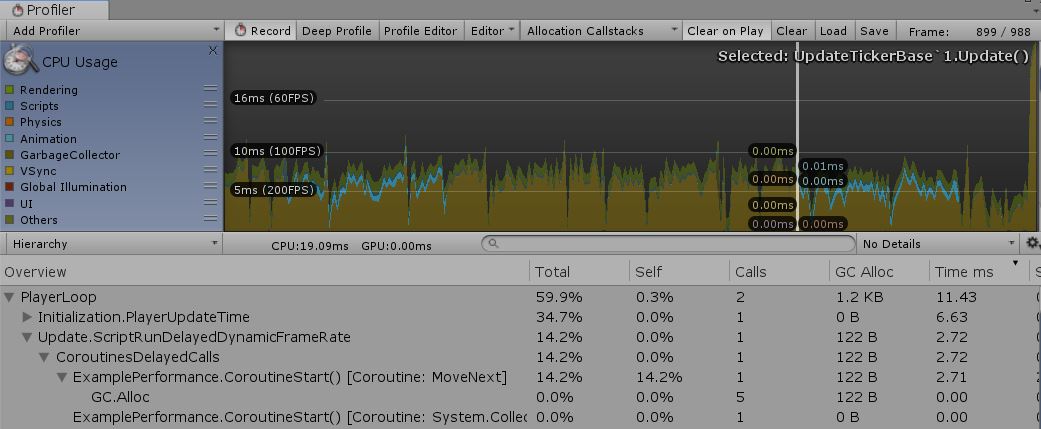 Profiler
Add Profiler Record Deep Profile Profile Editor Editor Allocation Callstacks Clear on Play Clear Load Save Frame: 899 / 988
CPU Usage
Selected: UpdateTickerBase`1.Update()
Rendering
Scripts
Physics
Animation
GarbageCollector
VSync
Global Illumination
UI
Others
16ms (60FPS)
10ms (100FPS)
5ms (200FPS)
0.00ms
0.01ms
0.00ms 0.00ms
0.00ms
0.00ms 0.00ms
Hierarchy CPU:19.09ms GPU:0.00ms No Details
Overview Total Self Calls GC Alloc Time ms
PlayerLoop 59.9% 0.3% 2 1.2 KB 11.43
Initialization.PlayerUpdateTime 34.7% 0.0% 1 0 B 6.63
Update.ScriptRunDelayedDynamicFrameRate 14.2% 0.0% 1 122 B 2.72
CoroutinesDelayedCalls 14.2% 0.0% 1 122 B 2.72
ExamplePerformance.CoroutineStart() [Coroutine: MoveNext] 14.2% 14.2% 1 122 B 2.71
GC.Alloc 0.0% 0.0% 5 122 B 0.00
ExamplePerformance.CoroutineStart() [Coroutine: System.Collec 0.0% 0.0% 1 0 B 0.00